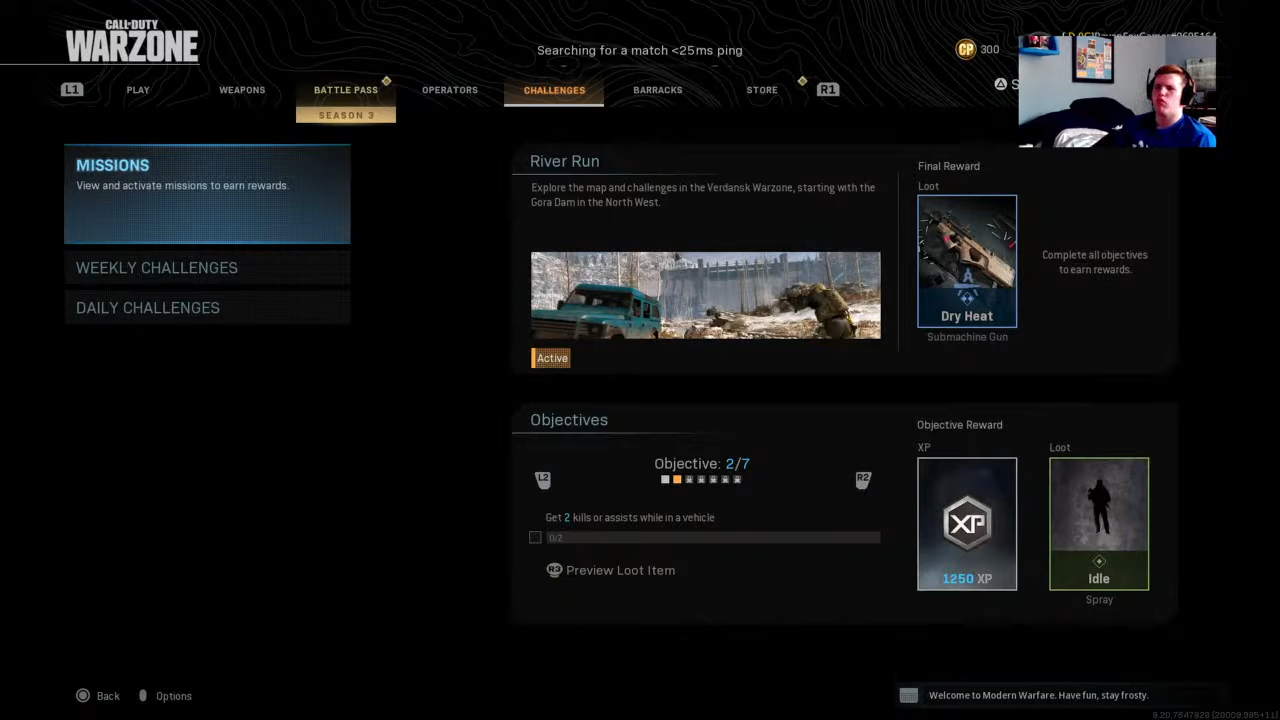 CALL OF DUTY
WARZONE
Searching for a match <25ms ping
CP 300
L1 PLAY WEAPONS BATTLE PASS OPERATORS CHALLENGES BARRACKS STORE R1
SEASON 3
MISSIONS
View and activate missions to earn rewards.
WEEKLY CHALLENGES
DAILY CHALLENGES
River Run
Explore the map and challenges in the Verdansk Warzone, starting with the
Gora Dam in the North West.
Active
Final Reward
Loot
Dry Heat
Submachine Gun
Complete all objectives
to earn rewards.
Objectives
Objective: 2/7
L2 R2
Get 2 kills or assists while in a vehicle
0/2
R3 Preview Loot Item
Objective Reward
XP
XP
1250 XP
Loot
Idle
Spray
Back Options
Welcome to Modern Warfare. Have fun, stay frosty.